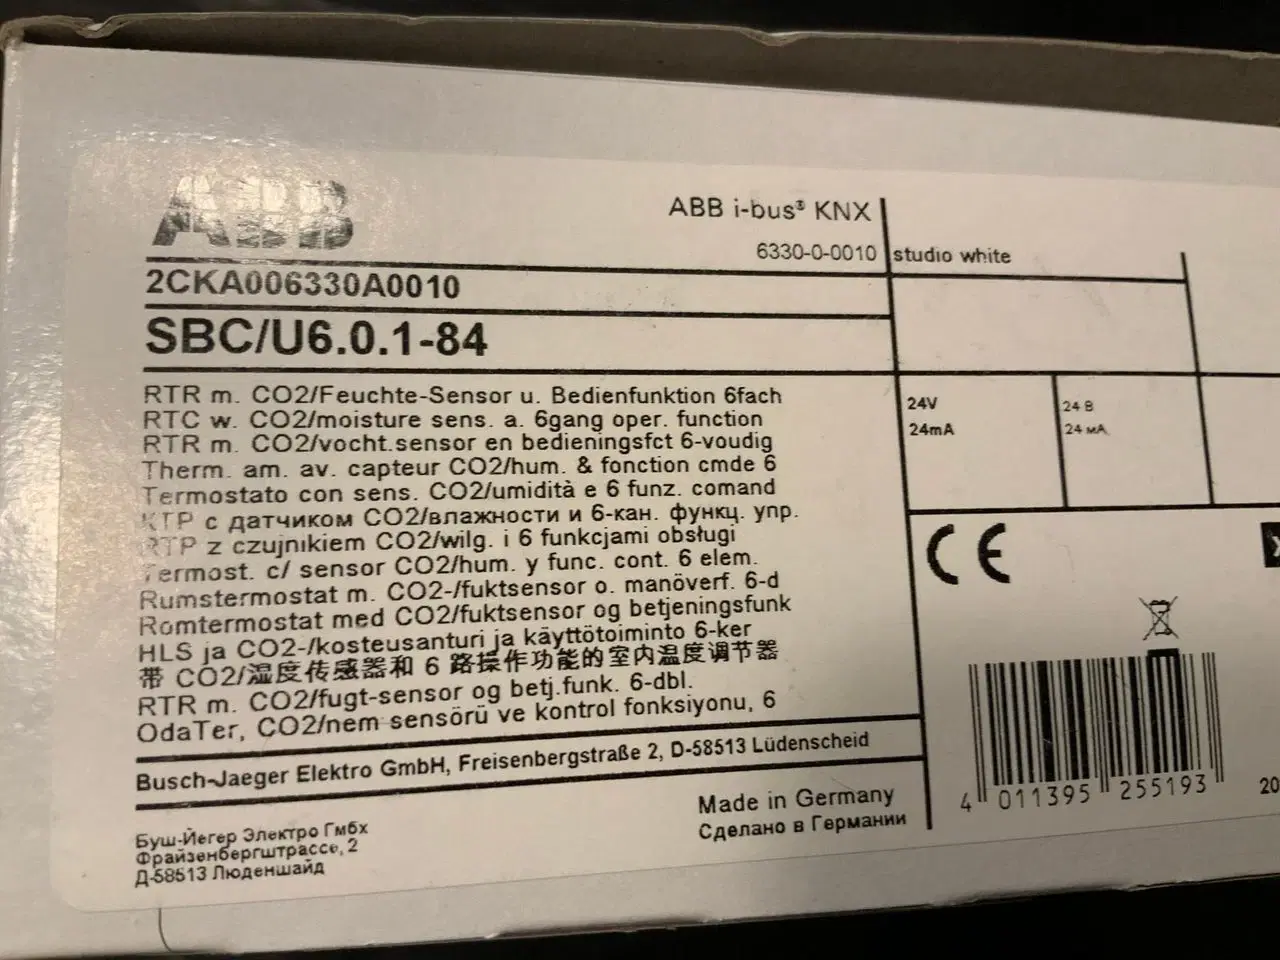 ABB
ABB i-bus® KNX
6330-0-0010 studio white
2CKA006330A0010
SBC/U6.0.1-84
RTR m. CO2/Feuchte-Sensor u. Bedienfunktion 6fach
RTC w. CO2/moisture sens. a. 6gang oper. function
RTR m. CO2/vocht.sensor en bedieningsfct 6-voudig
Therm. am. av. capteur CO2/hum. & fonction cmde 6
Termostato con sens. CO2/umidità e 6 funz. comand
КТР с датчиком CO2/влажности и 6-кан. функц. упр.
RTP z czujnikiem CO2/wilg. i 6 funkcjami obsługi
Termost. c/ sensor CO2/hum. y func. cont. 6 elem.
Rumstermostat m. CO2-/fuktsensor o. manöverf. 6-d
Romtermostat med CO2/fuktsensor og betjeningsfunk
HLS ja CO2-/kosteusanturi ja käyttötoiminto 6-ker
带 CO2/湿度传感器和 6 路操作功能的室内温度调节器
RTR m. CO2/fugt-sensor og betj.funk. 6-dbl.
OdaTer, CO2/nem sensörü ve kontrol fonksiyonu, 6
24V
24mA
24 В
24 мА
CE
Busch-Jaeger Elektro GmbH, Freisenbergstraße 2, D-58513 Lüdenscheid
Made in Germany
Сделано в Германии
Буш-Йегер Электро Гмбх
Фрайзенбергштрассе, 2
Д-58513 Люденшайд
4 011395 255193
20